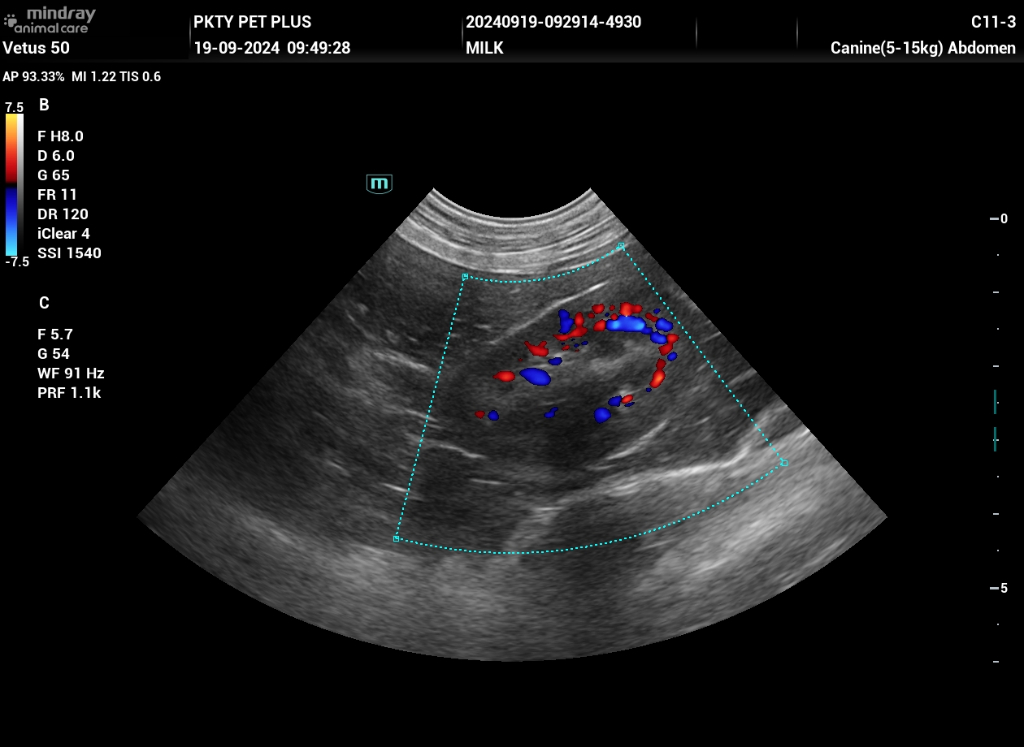 mindray
animalcare
Vetus 50
PKTY PET PLUS
19-09-2024 09:49:28
20240919-092914-4930
MILK
C11-3
Canine(5-15kg) Abdomen
AP 93.33% MI 1.22 TIS 0.6
7.5
B
F H8.0
D 6.0
G 65
FR 11
DR 120
iClear 4
SSI 1540
-7.5
C
F 5.7
G 54
WF 91 Hz
PRF 1.1k
m
0
5